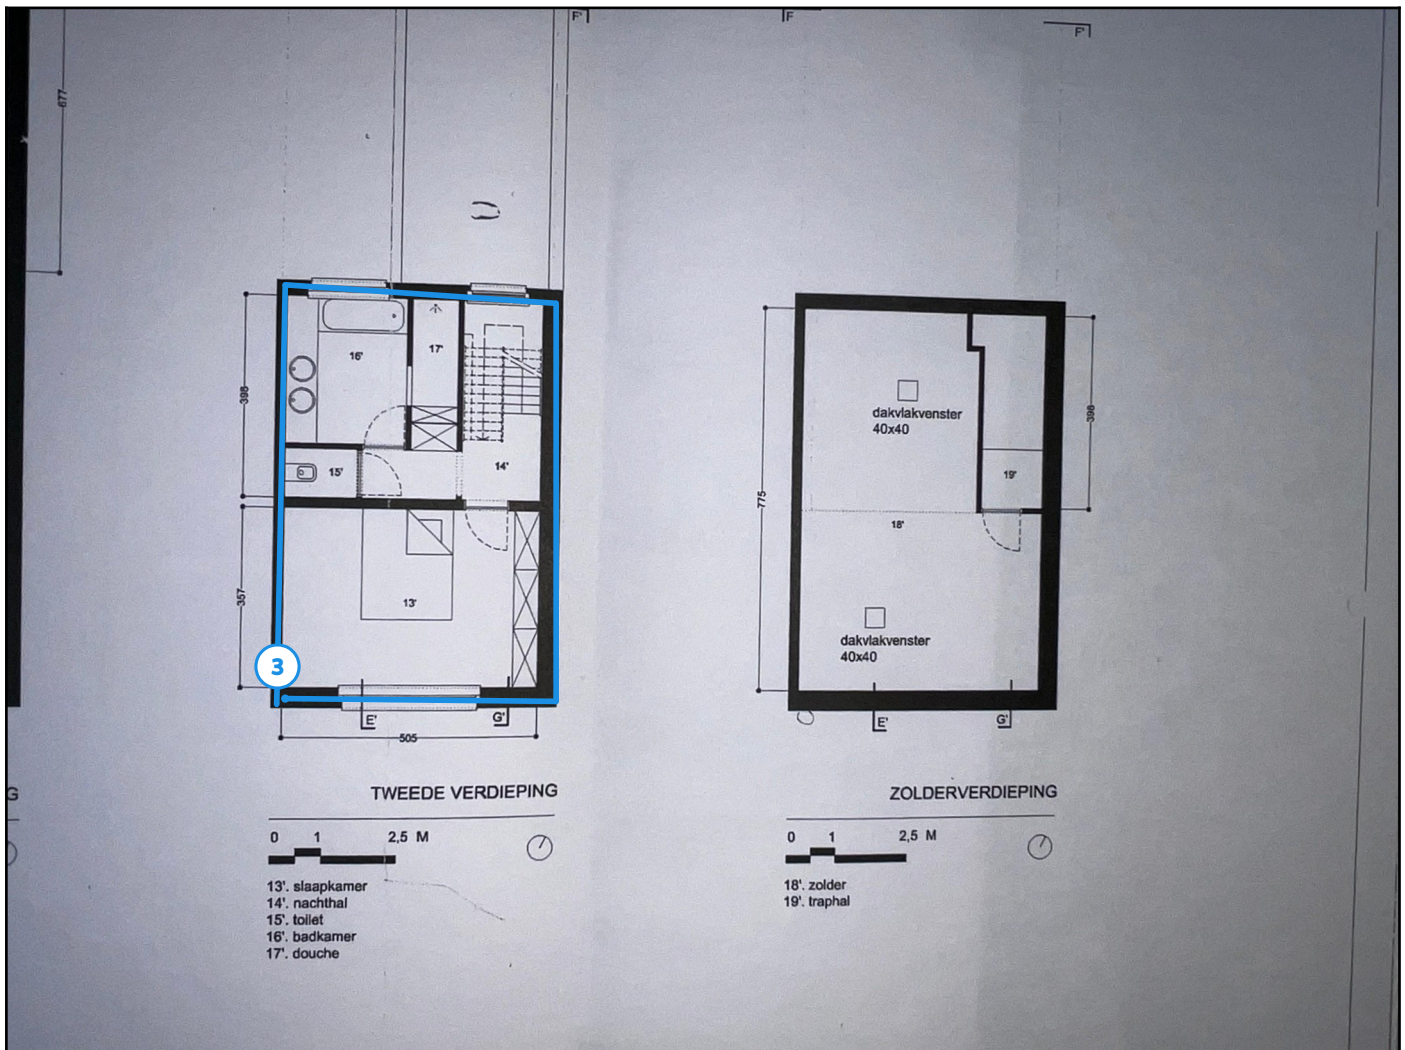 F'
F
F'
677
16'
17'
398
15'
14'
357
13'
3
E'
G'
505
TWEEDE VERDIEPING
0 1 2,5 M
13'. slaapkamer
14'. nachthal
15'. toilet
16'. badkamer
17'. douche
dakvlakvenster
40x40
398
19'
775
18'
dakvlakvenster
40x40
E'
G'
ZOLDERVERDIEPING
0 1 2,5 M
18'. zolder
19'. traphal
G